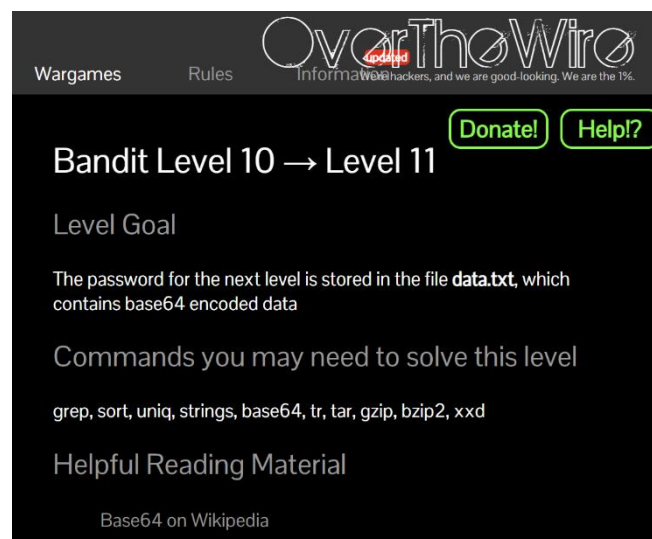 OverTheWire
Wargames Rules Information updated
We're hackers, and we are good-looking. We are the 1%.
Donate! Help!?
Bandit Level 10 → Level 11
Level Goal
The password for the next level is stored in the file data.txt, which
contains base64 encoded data
Commands you may need to solve this level
grep, sort, uniq, strings, base64, tr, tar, gzip, bzip2, xxd
Helpful Reading Material
Base64 on Wikipedia